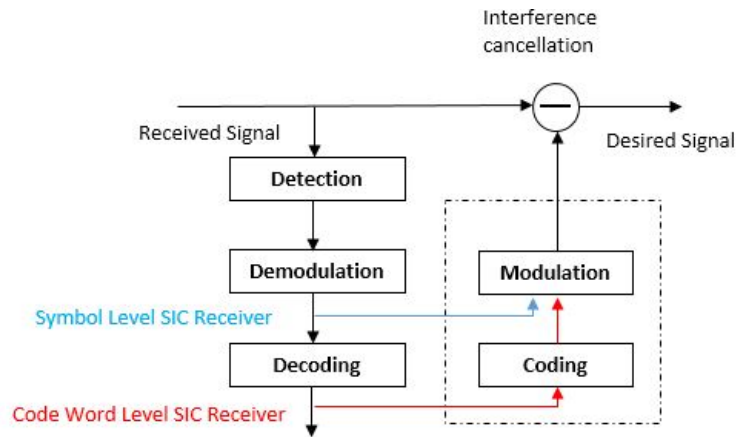 Interference
cancellation
Received Signal
Desired Signal
Detection
Demodulation
Modulation
Symbol Level SIC Receiver
Decoding
Coding
Code Word Level SIC Receiver